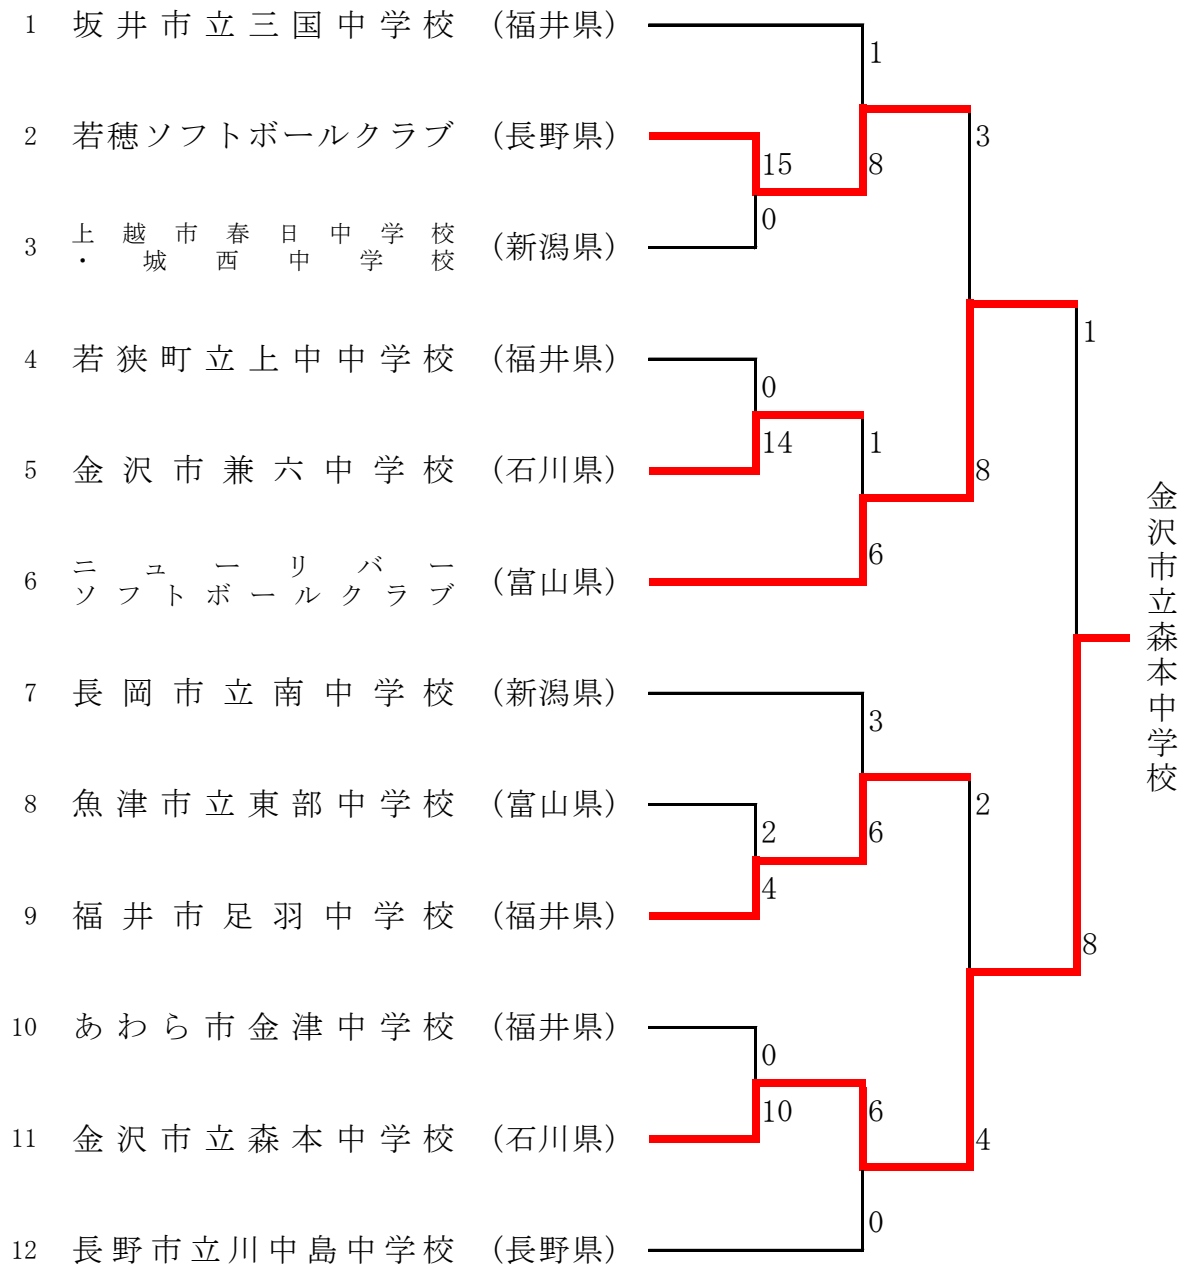 1 坂井市立三国中学校 (福井県)
1
2 若穂ソフトボールクラブ (長野県)
3
15
8
0
3 上越市春日中学校
・城西中学校 (新潟県)
4 若狭町立上中中学校 (福井県)
1
0
14
1
5 金沢市兼六中学校 (石川県)
8
6
6 ニューリバー
ソフトボールクラブ (富山県)
7 長岡市立南中学校 (新潟県)
3
8 魚津市立東部中学校 (富山県)
2
2
6
4
9 福井市足羽中学校 (福井県)
8
10 あわら市金津中学校 (福井県)
0
10
6
11 金沢市立森本中学校 (石川県)
4
0
12 長野市立川中島中学校 (長野県)
金沢市立森本中学校